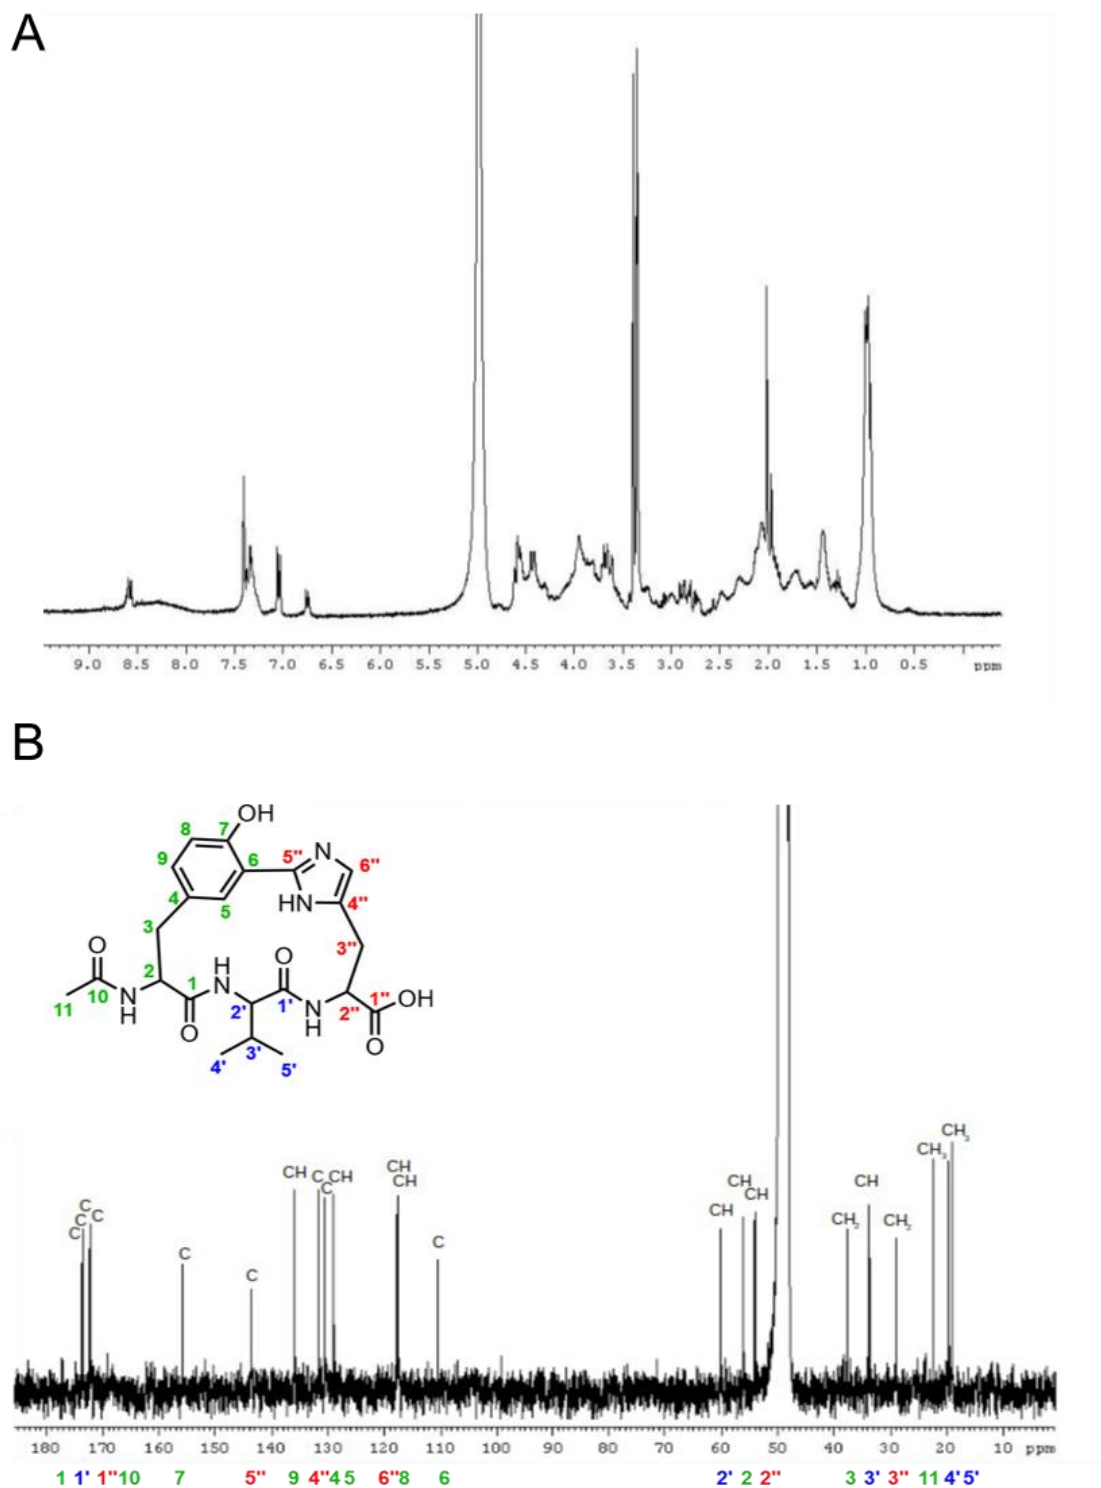 A
9.0 8.5 8.0 7.5 7.0 6.5 6.0 5.5 5.0 4.5 4.0 3.5 3.0 2.5 2.0 1.5 1.0 0.5 ppm
B
OH
8 7
9 6 5" N 6"
4 5 HN 4"
3 3"
O O
2 1 H N 1" OH
11 10 N H 2' 1' N H 2"
O O
4' 3' 5'
C C C C
C
C
CH C C CH
CH CH
C
CH CH CH
CH₂ CH CH₂
CH₃ CH₃
180 170 160 150 140 130 120 110 100 90 80 70 60 50 40 30 20 10 ppm
1 1' 1"10 7 5" 9 4"4 5 6"8 6 2' 2 2" 3 3' 3" 11 4' 5'